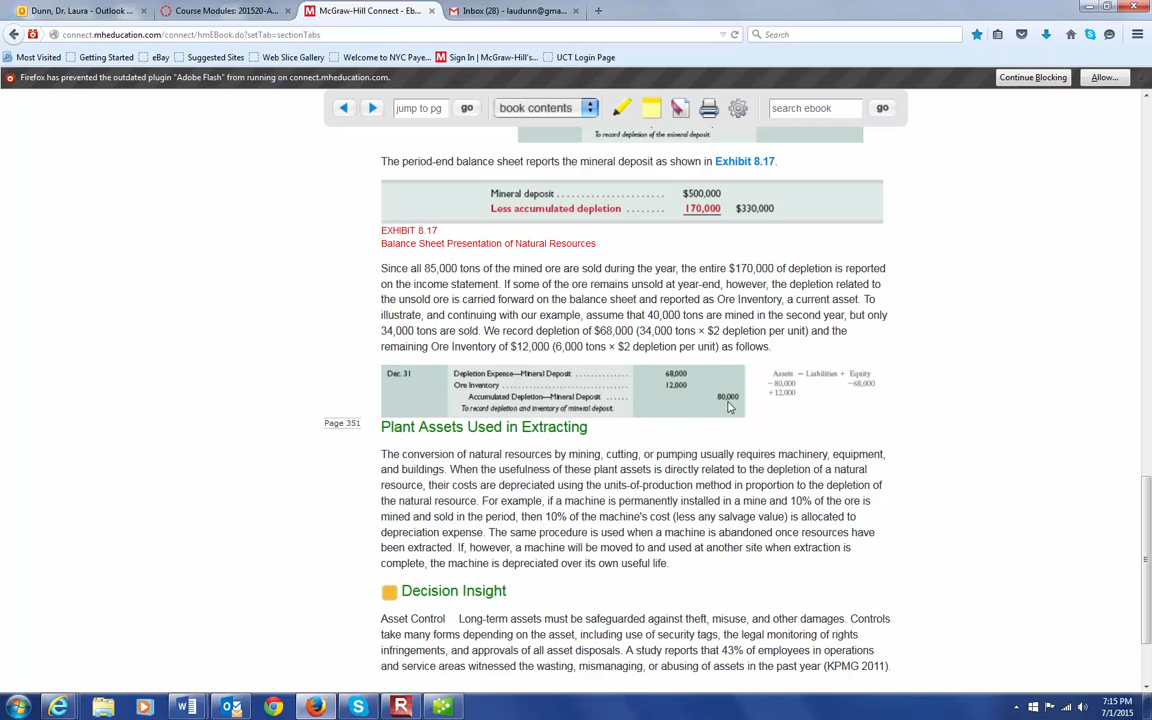 Dunn, Dr. Laura - Outlook ...
Course Modules: 201520-A...
McGraw-Hill Connect - Eb...
Inbox (28) - laudunn@gma...
connect.mheducation.com/connect/hmEBook.do?setTab=sectionTabs
Search
Most Visited
Getting Started
eBay
Suggested Sites
Web Slice Gallery
Welcome to NYC Paye...
Sign In | McGraw-Hill's...
UCT Login Page
Firefox has prevented the outdated plugin "Adobe Flash" from running on connect.mheducation.com.
Continue Blocking
Allow...
jump to pg
go
book contents
search ebook
go
To record depletion of the mineral deposit.
The period-end balance sheet reports the mineral deposit as shown in Exhibit 8.17.
Mineral deposit . . . . . . . . . . . . . . . . . . . . . . $500,000
Less accumulated depletion . . . . . . . . 170,000 $330,000
EXHIBIT 8.17
Balance Sheet Presentation of Natural Resources
Since all 85,000 tons of the mined ore are sold during the year, the entire $170,000 of depletion is reported
on the income statement. If some of the ore remains unsold at year-end, however, the depletion related to
the unsold ore is carried forward on the balance sheet and reported as Ore Inventory, a current asset. To
illustrate, and continuing with our example, assume that 40,000 tons are mined in the second year, but only
34,000 tons are sold. We record depletion of $68,000 (34,000 tons × $2 depletion per unit) and the
remaining Ore Inventory of $12,000 (6,000 tons × $2 depletion per unit) as follows.
Dec. 31 Depletion Expense—Mineral Deposit . . . . . . . . . . . . . . 68,000
Ore Inventory . . . . . . . . . . . . . . . . . . . . . . . . . . . . . . . . . 12,000
Accumulated Depletion—Mineral Deposit . . . . . . 80,000
To record depletion and inventory of mineral deposit.
Assets = Liabilities + Equity
−80,000 −68,000
+12,000
Page 351
Plant Assets Used in Extracting
The conversion of natural resources by mining, cutting, or pumping usually requires machinery, equipment,
and buildings. When the usefulness of these plant assets is directly related to the depletion of a natural
resource, their costs are depreciated using the units-of-production method in proportion to the depletion of
the natural resource. For example, if a machine is permanently installed in a mine and 10% of the ore is
mined and sold in the period, then 10% of the machine's cost (less any salvage value) is allocated to
depreciation expense. The same procedure is used when a machine is abandoned once resources have
been extracted. If, however, a machine will be moved to and used at another site when extraction is
complete, the machine is depreciated over its own useful life.
Decision Insight
Asset Control Long-term assets must be safeguarded against theft, misuse, and other damages. Controls
take many forms depending on the asset, including use of security tags, the legal monitoring of rights
infringements, and approvals of all asset disposals. A study reports that 43% of employees in operations
and service areas witnessed the wasting, mismanaging, or abusing of assets in the past year (KPMG 2011).
7:15 PM
7/1/2015